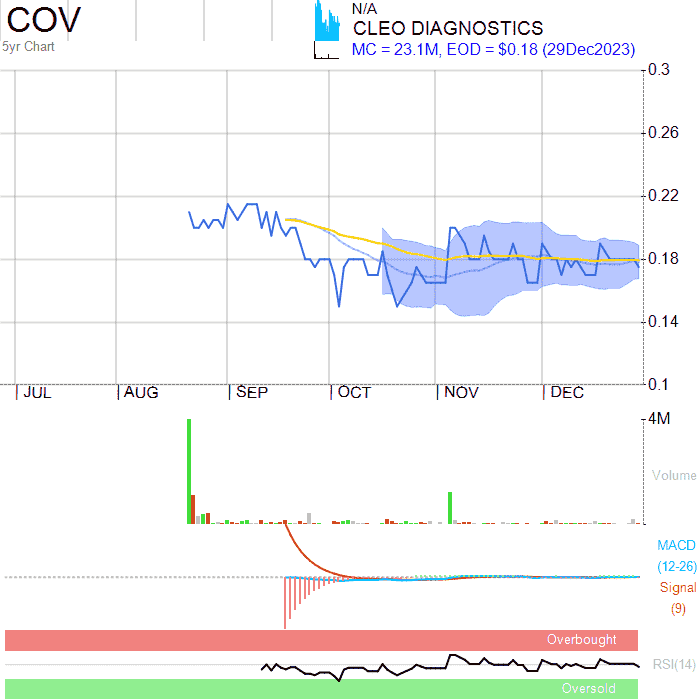 COV
5yr Chart
N/A
CLEO DIAGNOSTICS
MC = 23.1M, EOD = $0.18 (29Dec2023)
0.3
0.26
0.22
0.18
0.14
0.1
JUL AUG SEP OCT NOV DEC
4M
Volume
MACD
(12-26)
Signal
(9)
Overbought
RSI(14)
Oversold